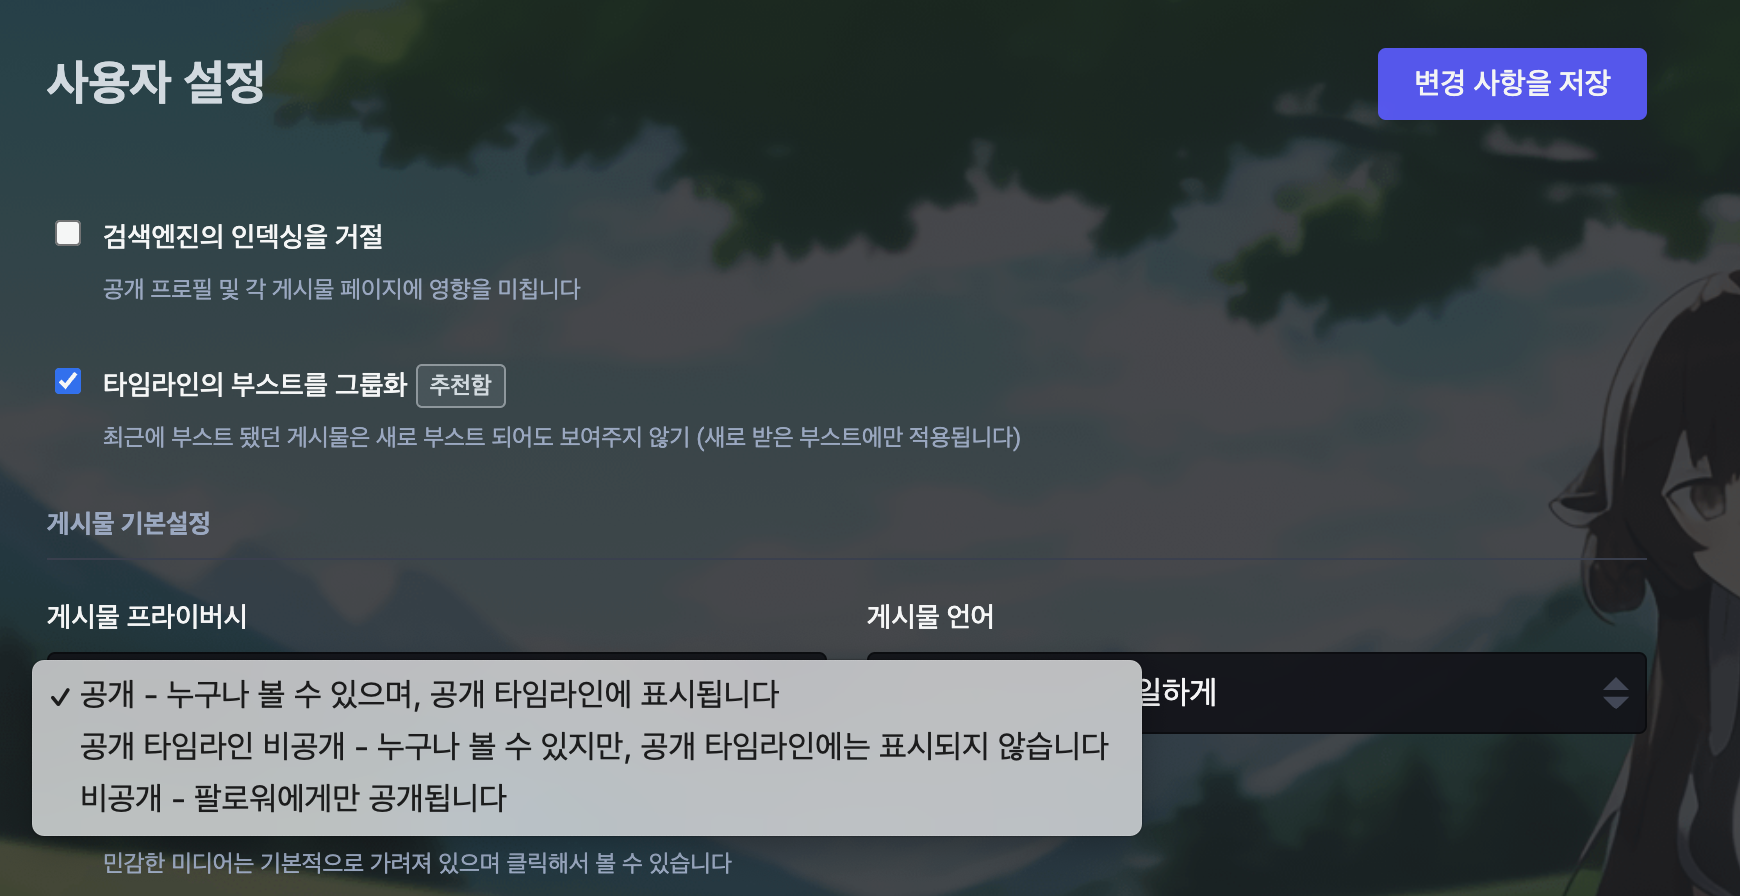 사용자 설정
변경 사항을 저장
검색엔진의 인덱싱을 거절
공개 프로필 및 각 게시물 페이지에 영향을 미칩니다
타임라인의 부스트를 그룹화 추천함
최근에 부스트 됐던 게시물은 새로 부스트 되어도 보여주지 않기 (새로 받은 부스트에만 적용됩니다)
게시물 기본설정
게시물 프라이버시
게시물 언어
✓ 공개 – 누구나 볼 수 있으며, 공개 타임라인에 표시됩니다
일하게
공개 타임라인 비공개 – 누구나 볼 수 있지만, 공개 타임라인에는 표시되지 않습니다
비공개 – 팔로워에게만 공개됩니다
민감한 미디어는 기본적으로 가려져 있으며 클릭해서 볼 수 있습니다